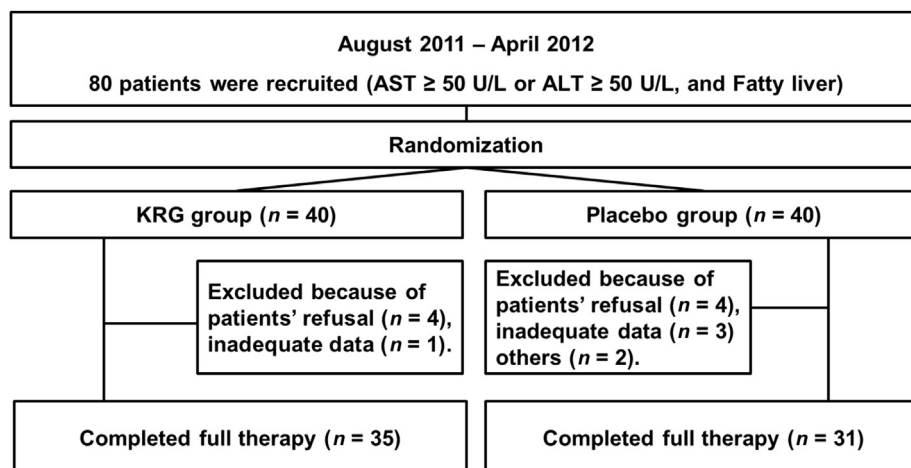 August 2011 – April 2012
80 patients were recruited (AST ≥ 50 U/L or ALT ≥ 50 U/L, and Fatty liver)
Randomization
KRG group (n = 40)
Placebo group (n = 40)
Excluded because of
patients’ refusal (n = 4),
inadequate data (n = 1).
Excluded because of
patients’ refusal (n = 4),
inadequate data (n = 3)
others (n = 2).
Completed full therapy (n = 35)
Completed full therapy (n = 31)